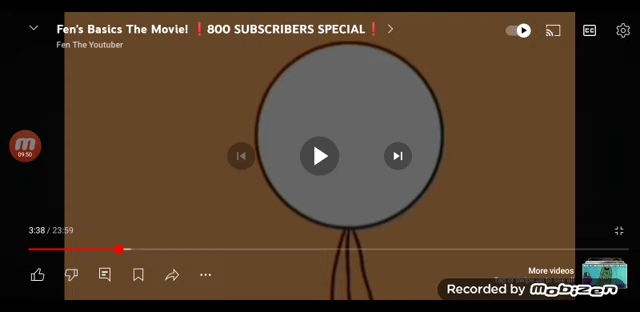 Fen's Basics The Movie! ❗800 SUBSCRIBERS SPECIAL❗
Fen The Youtuber
CC
m
09:50
3:38 / 23:59
More videos
Recorded by mobizen